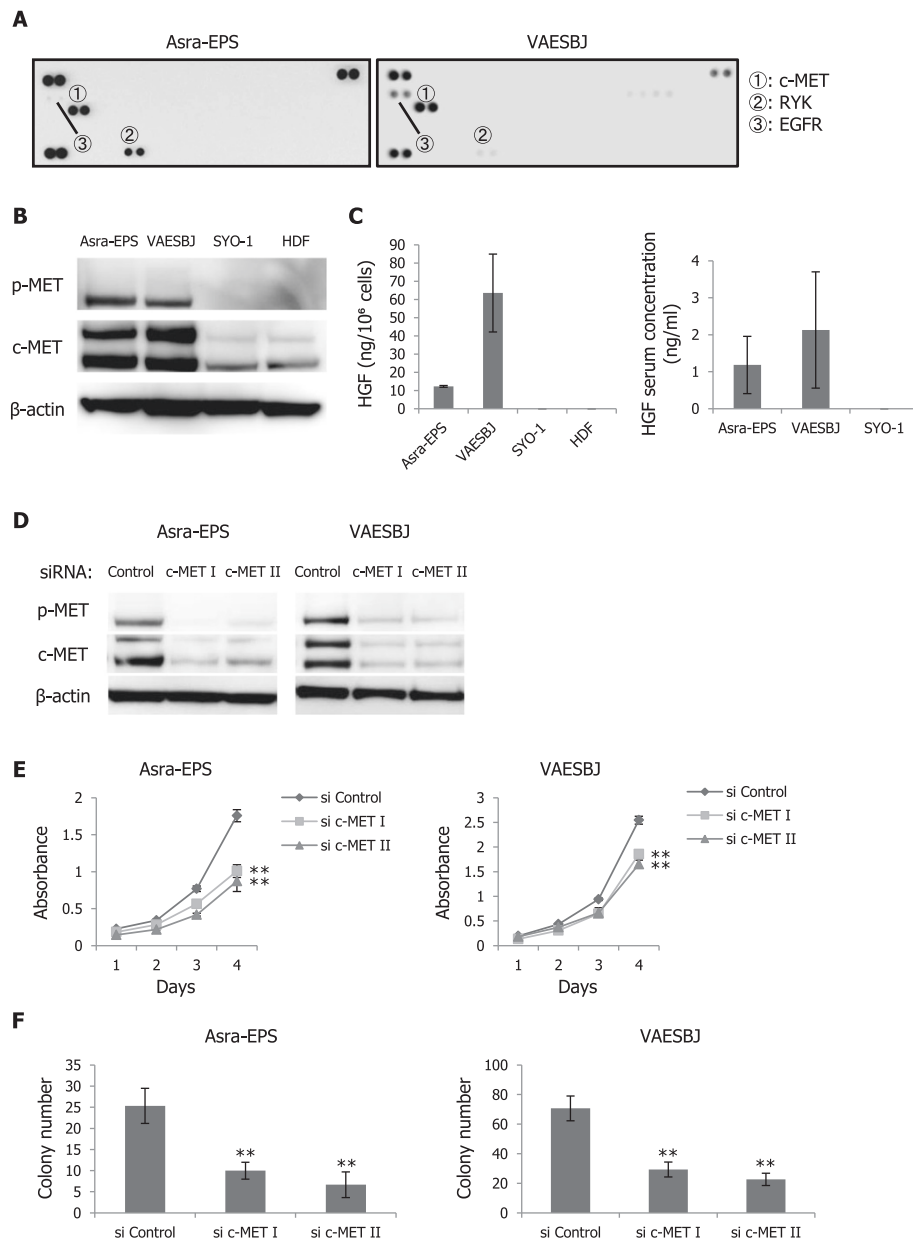 A
Asra-EPS
VAESBJ
①
②
③
①
②
③
①: c-MET
②: RYK
③: EGFR
B
Asra-EPS VAESBJ SYO-1 HDF
p-MET
c-MET
β-actin
C
HGF (ng/10⁶ cells)
90
80
70
60
50
40
30
20
10
0
Asra-EPS
VAESBJ
SYO-1
HDF
HGF serum concentration
(ng/ml)
4
3
2
1
0
Asra-EPS VAESBJ SYO-1
D
Asra-EPS
VAESBJ
siRNA: Control c-MET I c-MET II Control c-MET I c-MET II
p-MET
c-MET
β-actin
E
Asra-EPS
Absorbance
2
1.5
1
0.5
0
1 2 3 4
Days
si Control
si c-MET I
si c-MET II
**
**
VAESBJ
Absorbance
3
2.5
2
1.5
1
0.5
0
1 2 3 4
Days
si Control
si c-MET I
si c-MET II
**
**
F
Asra-EPS
Colony number
35
30
25
20
15
10
5
0
**
**
si Control si c-MET I si c-MET II
VAESBJ
Colony number
100
80
60
40
20
0
**
**
si Control si c-MET I si c-MET II